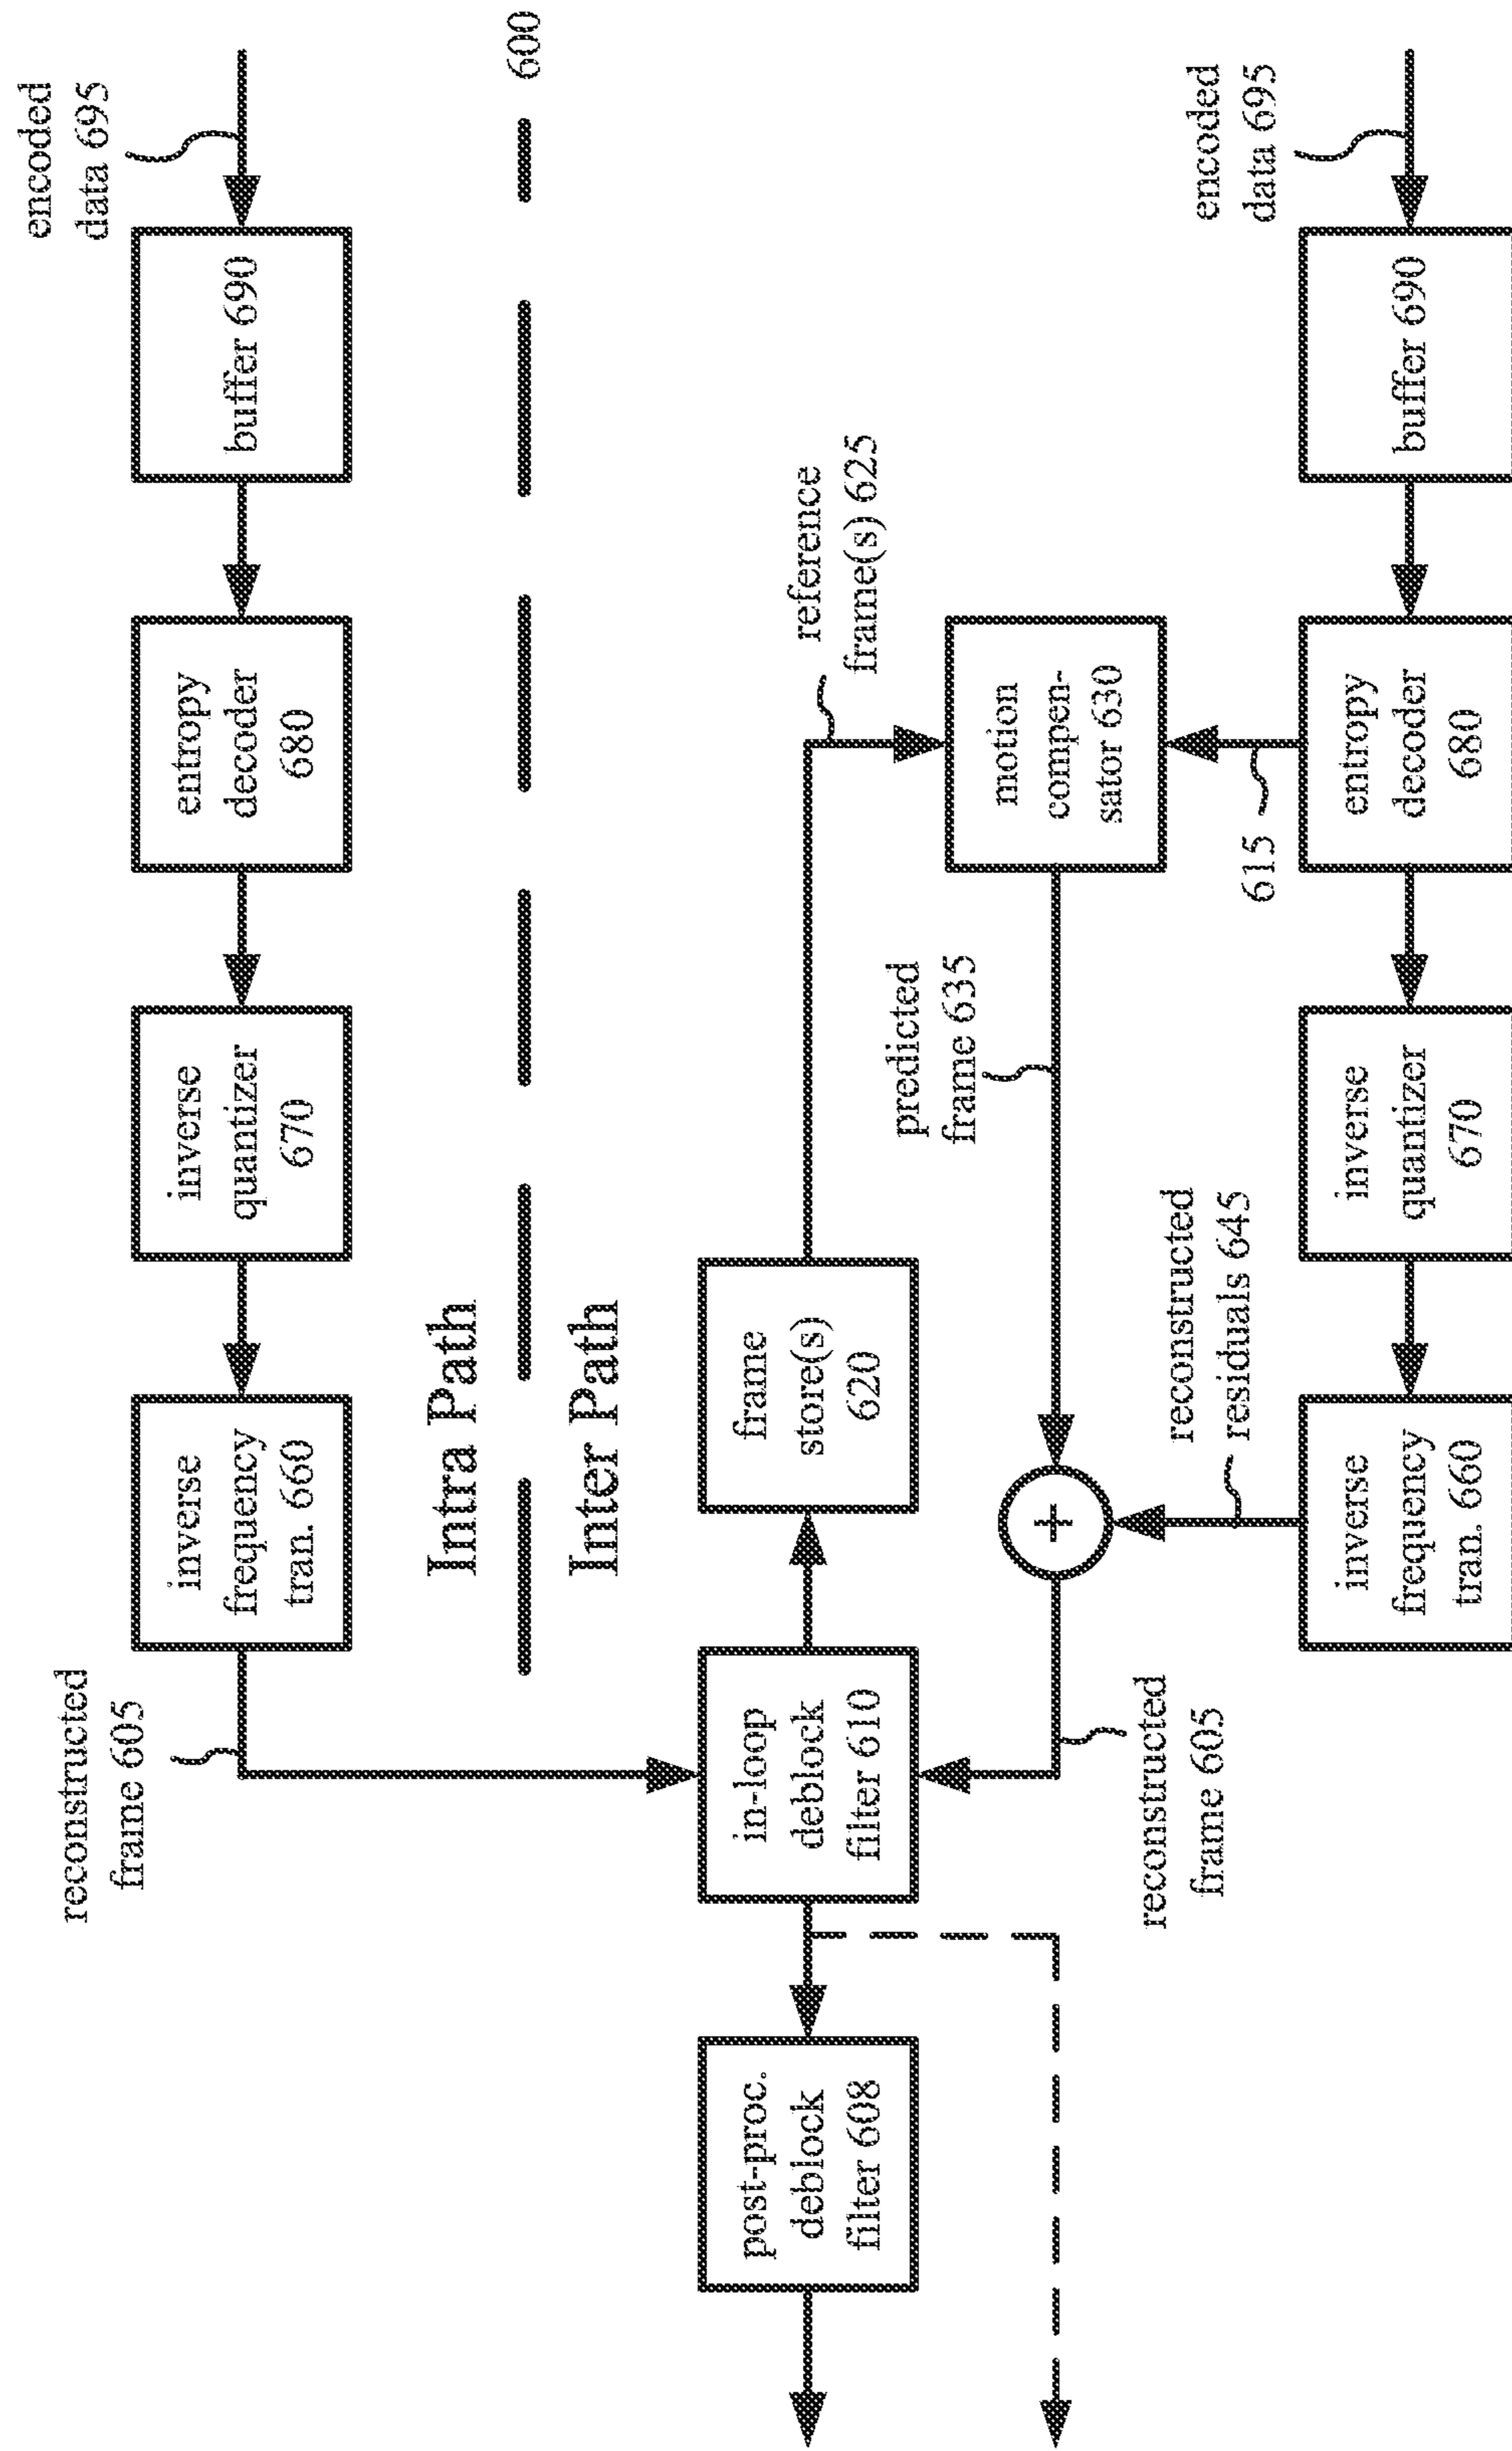 encoded
data 695
buffer 690
entropy
decoder
680
inverse
quantizer
670
inverse
frequency
tran. 660
reconstructed
frame 605
600
Intra Path
Inter Path
reference
frame(s) 625
frame
store(s)
620
in-loop
deblock
filter 610
post-proc.
deblock
filter 608
motion
compen-
sator 630
predicted
frame 635
+
reconstructed
frame 605
reconstructed
residuals 645
615
encoded
data 695
buffer 690
entropy
decoder
680
inverse
quantizer
670
inverse
frequency
tran. 660